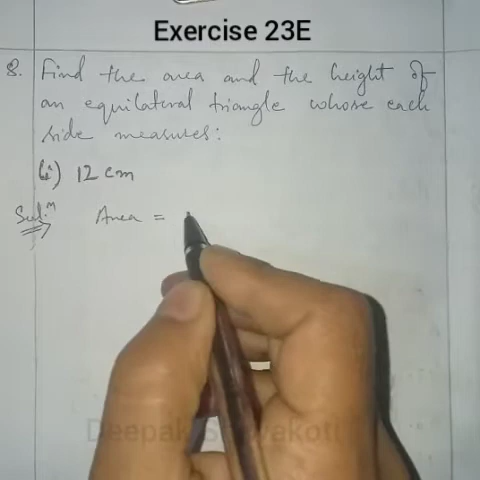 Exercise 23E
8. Find the area and the height of
an equilateral triangle whose each
side measures:
(i) 12 cm
Sol.ⁿ Area =
Deepak